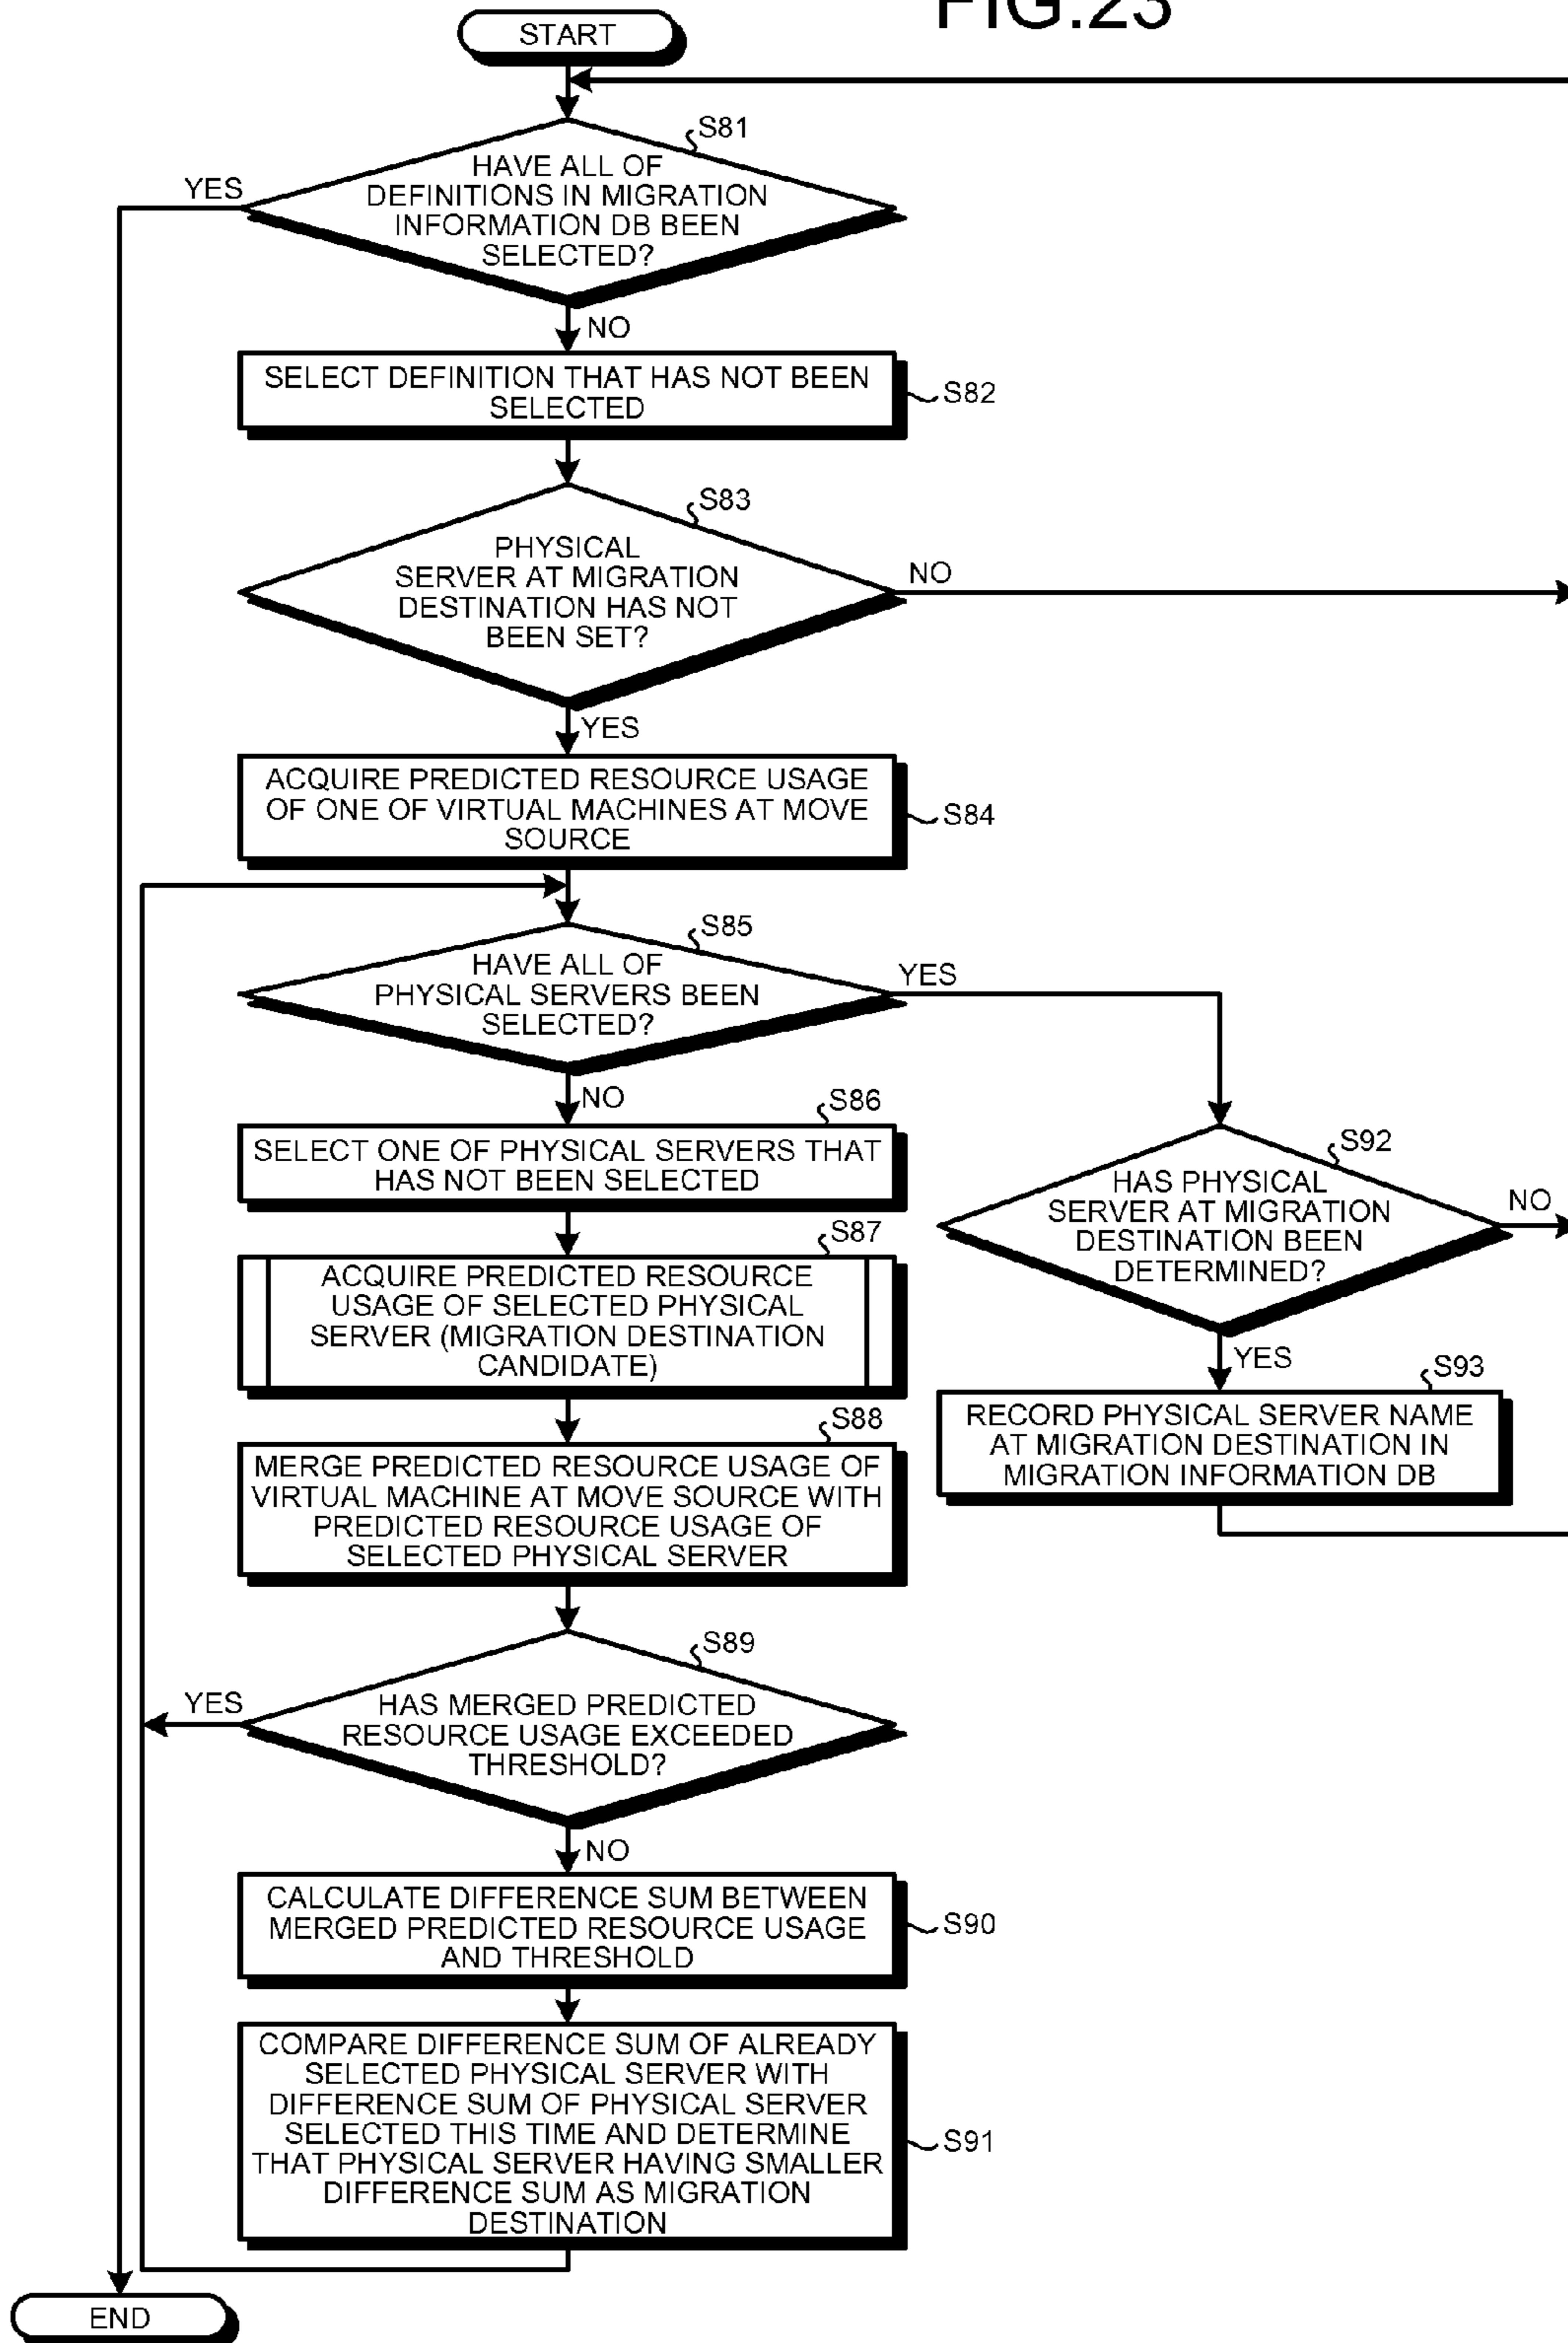 FIG.23
START
S81
HAVE ALL OF
DEFINITIONS IN MIGRATION
INFORMATION DB BEEN
SELECTED?
YES
NO
SELECT DEFINITION THAT HAS NOT BEEN
SELECTED
S82
S83
PHYSICAL
SERVER AT MIGRATION
DESTINATION HAS NOT
BEEN SET?
NO
YES
ACQUIRE PREDICTED RESOURCE USAGE
OF ONE OF VIRTUAL MACHINES AT MOVE
SOURCE
S84
S85
HAVE ALL OF
PHYSICAL SERVERS BEEN
SELECTED?
YES
NO
S86
SELECT ONE OF PHYSICAL SERVERS THAT
HAS NOT BEEN SELECTED
S87
ACQUIRE PREDICTED RESOURCE
USAGE OF SELECTED PHYSICAL
SERVER (MIGRATION DESTINATION
CANDIDATE)
S88
MERGE PREDICTED RESOURCE USAGE OF
VIRTUAL MACHINE AT MOVE SOURCE WITH
PREDICTED RESOURCE USAGE OF
SELECTED PHYSICAL SERVER
S89
HAS MERGED PREDICTED
RESOURCE USAGE EXCEEDED
THRESHOLD?
YES
NO
CALCULATE DIFFERENCE SUM BETWEEN
MERGED PREDICTED RESOURCE USAGE
AND THRESHOLD
S90
COMPARE DIFFERENCE SUM OF ALREADY
SELECTED PHYSICAL SERVER WITH
DIFFERENCE SUM OF PHYSICAL SERVER
SELECTED THIS TIME AND DETERMINE
THAT PHYSICAL SERVER HAVING SMALLER
DIFFERENCE SUM AS MIGRATION
DESTINATION
S91
S92
HAS PHYSICAL
SERVER AT MIGRATION
DESTINATION BEEN
DETERMINED?
NO
YES
S93
RECORD PHYSICAL SERVER NAME
AT MIGRATION DESTINATION IN
MIGRATION INFORMATION DB
END